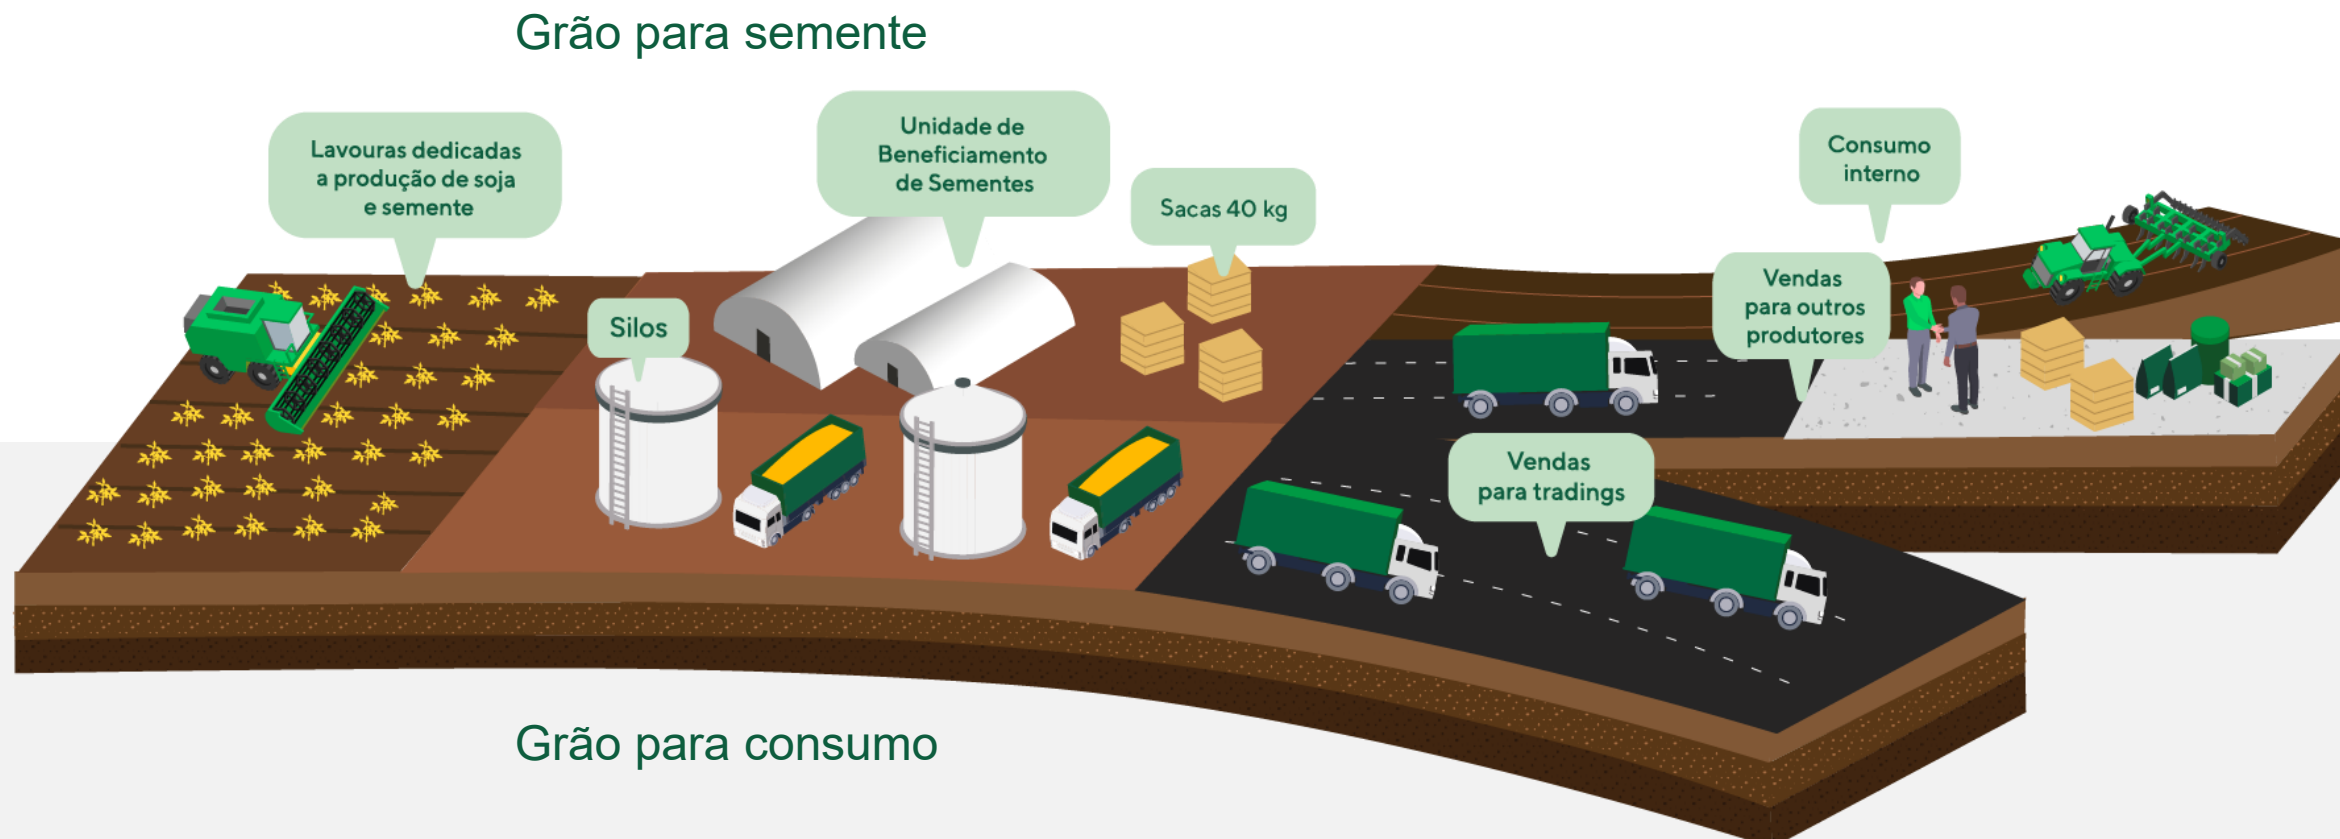 Grão para semente
Lavouras dedicadas
a produção de soja
e semente
Unidade de
Beneficiamento
de Sementes
Sacas 40 kg
Consumo
interno
Silos
Vendas
para outros
produtores
Vendas
para tradings
Grão para consumo